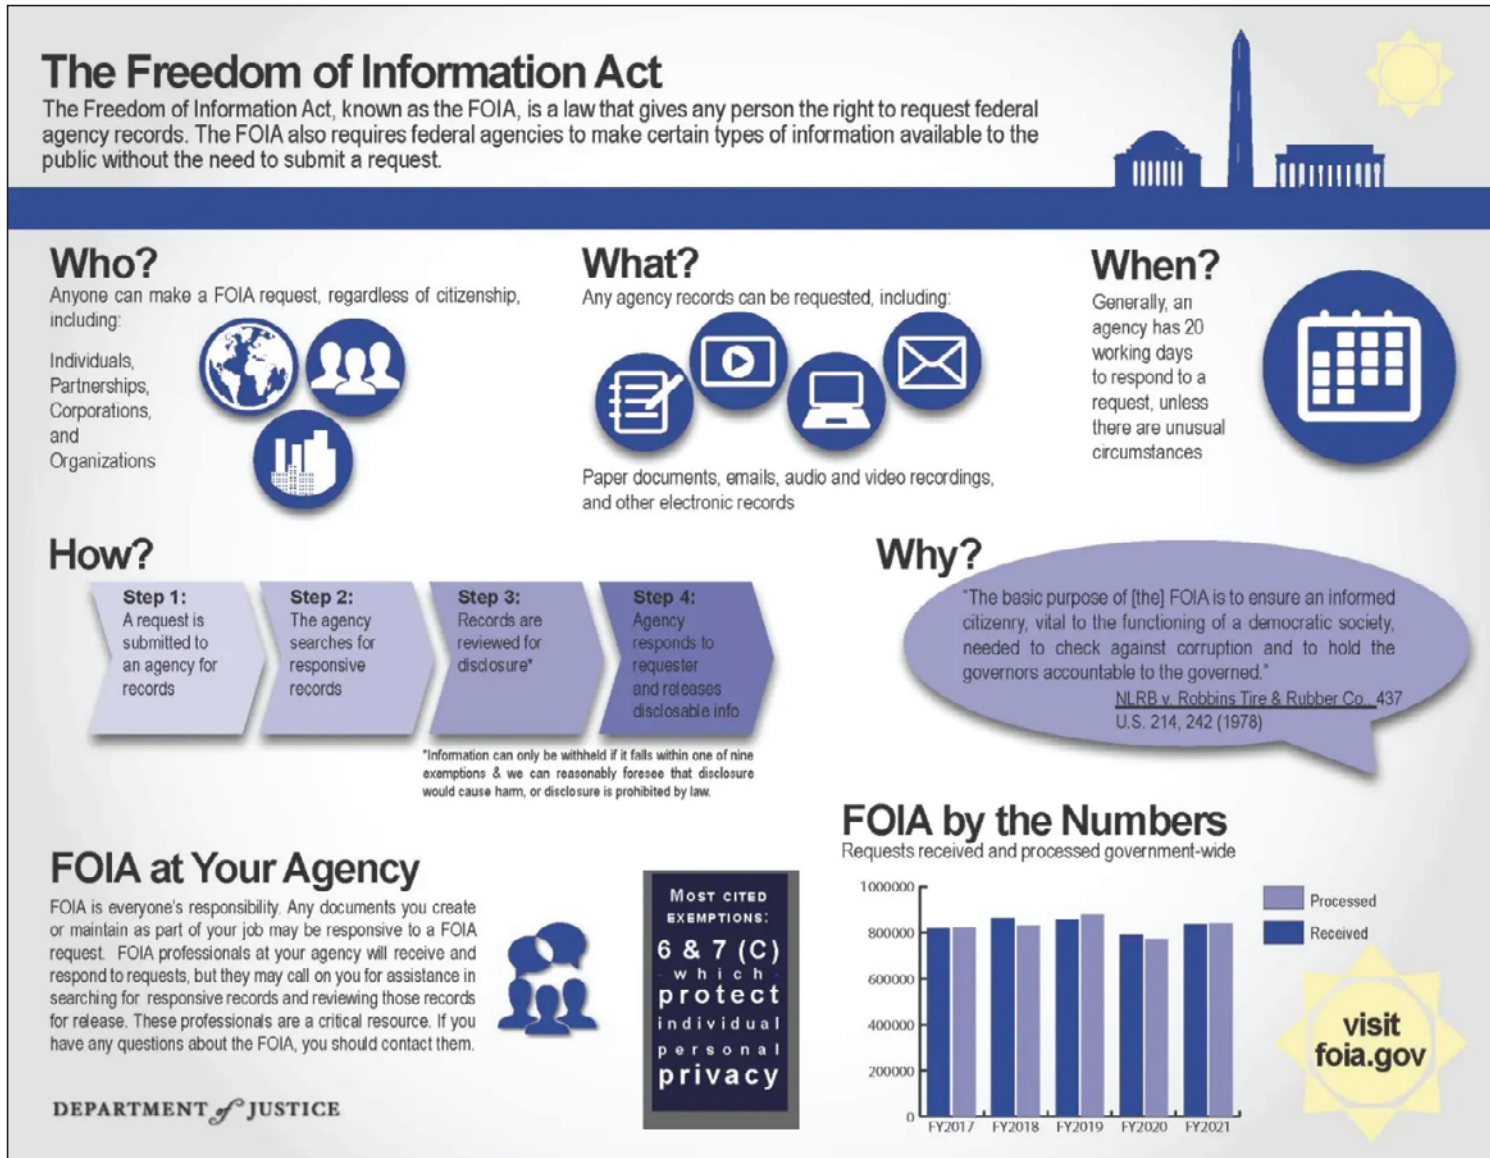 The Freedom of Information Act
The Freedom of Information Act, known as the FOIA, is a law that gives any person the right to request federal
agency records. The FOIA also requires federal agencies to make certain types of information available to the
public without the need to submit a request.
Who?
Anyone can make a FOIA request, regardless of citizenship,
including:
Individuals,
Partnerships,
Corporations,
and
Organizations
What?
Any agency records can be requested, including:
Paper documents, emails, audio and video recordings,
and other electronic records
When?
Generally, an
agency has 20
working days
to respond to a
request, unless
there are unusual
circumstances
How?
Step 1:
A request is
submitted to
an agency for
records
Step 2:
The agency
searches for
responsive
records
Step 3:
Records are
reviewed for
disclosure*
Step 4:
Agency
responds to
requester
and releases
disclosable info
*Information can only be withheld if it falls within one of nine
exemptions & we can reasonably foresee that disclosure
would cause harm, or disclosure is prohibited by law.
Why?
"The basic purpose of [the] FOIA is to ensure an informed
citizenry, vital to the functioning of a democratic society,
needed to check against corruption and to hold the
governors accountable to the governed."
NLRB v. Robbins Tire & Rubber Co., 437
U.S. 214, 242 (1978)
FOIA at Your Agency
FOIA is everyone's responsibility. Any documents you create
or maintain as part of your job may be responsive to a FOIA
request. FOIA professionals at your agency will receive and
respond to requests, but they may call on you for assistance in
searching for responsive records and reviewing those records
for release. These professionals are a critical resource. If you
have any questions about the FOIA, you should contact them.
DEPARTMENT of JUSTICE
MOST CITED
EXEMPTIONS:
6 & 7 (C)
- which -
protect
individual
personal
privacy
FOIA by the Numbers
Requests received and processed government-wide
1000000
800000
600000
400000
200000
0
FY2017 FY2018 FY2019 FY2020 FY2021
Processed
Received
visit
foia.gov